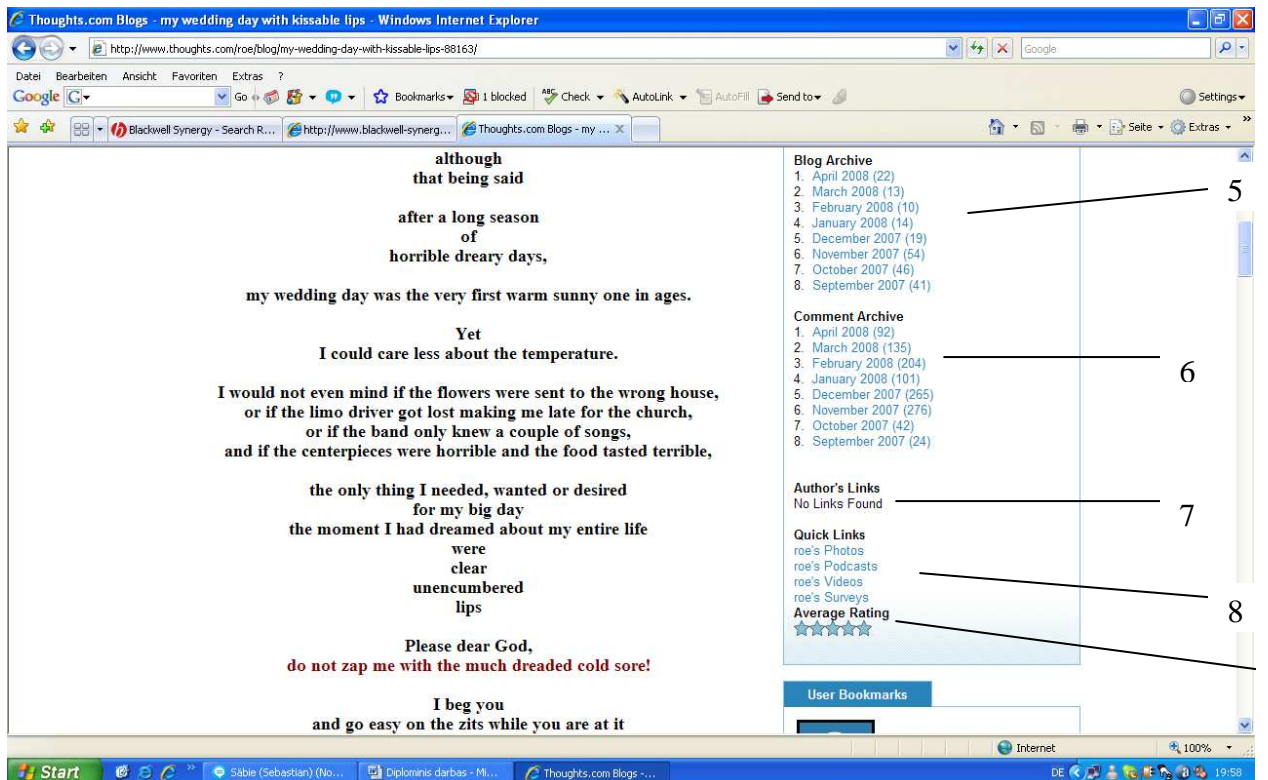 Thoughts.com Blogs - my wedding day with kissable lips - Windows Internet Explorer
http://www.thoughts.com/roe/blog/my-wedding-day-with-kissable-lips-88163/
Google
Datei Bearbeiten Ansicht Favoriten Extras ?
Google G Go Bookmarks 1 blocked ABC Check AutoLink AutoFill Send to Settings
Blackwell Synergy - Search R... http://www.blackwell-synerg... Thoughts.com Blogs - my ... X Seite Extras »
although
that being said
after a long season
of
horrible dreary days,
my wedding day was the very first warm sunny one in ages.
Yet
I could care less about the temperature.
I would not even mind if the flowers were sent to the wrong house,
or if the limo driver got lost making me late for the church,
or if the band only knew a couple of songs,
and if the centerpieces were horrible and the food tasted terrible,
the only thing I needed, wanted or desired
for my big day
the moment I had dreamed about my entire life
were
clear
unencumbered
lips
Please dear God,
do not zap me with the much dreaded cold sore!
I beg you
and go easy on the zits while you are at it
Blog Archive
1. April 2008 (22)
2. March 2008 (13)
3. February 2008 (10)
4. January 2008 (14)
5. December 2007 (19)
6. November 2007 (54)
7. October 2007 (46)
8. September 2007 (41)
5
Comment Archive
1. April 2008 (92)
2. March 2008 (135)
3. February 2008 (204)
4. January 2008 (101)
5. December 2007 (265)
6. November 2007 (276)
7. October 2007 (42)
8. September 2007 (24)
6
Author's Links
No Links Found
7
Quick Links
roe's Photos
roe's Podcasts
roe's Videos
roe's Surveys
8
Average Rating
User Bookmarks
Internet 100%
Start » Säbie (Sebastian) (No... Diplominis darbas - Mi... Thoughts.com Blogs -... DE 19:58